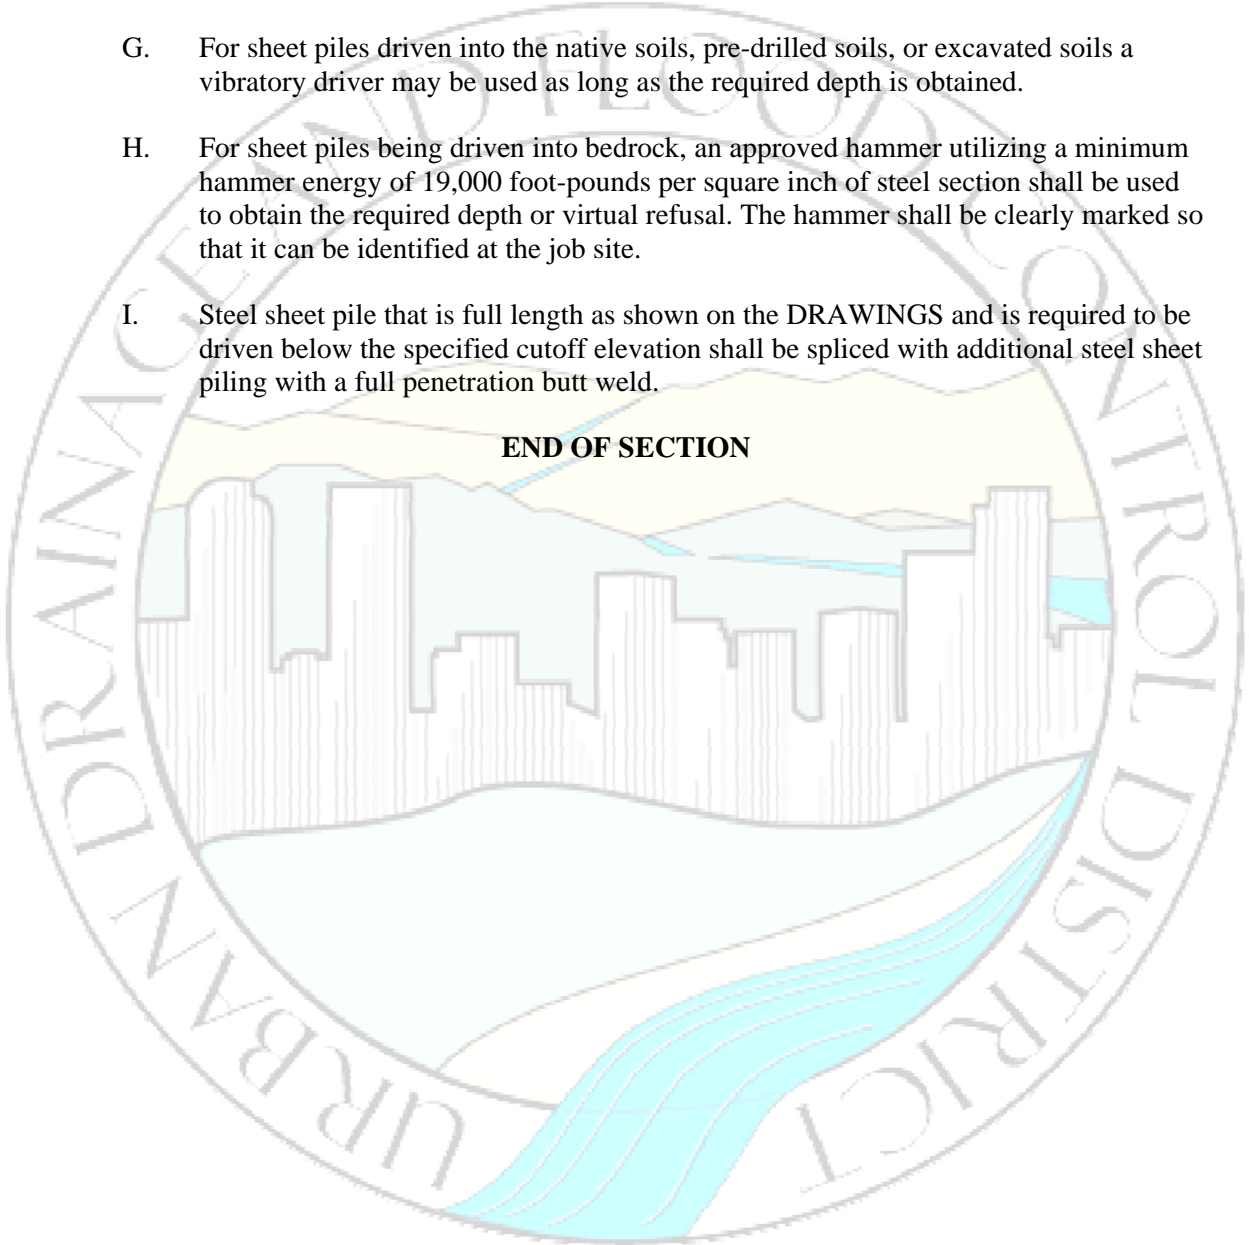 G. For sheet piles driven into the native soils, pre-drilled soils, or excavated soils a
vibratory driver may be used as long as the required depth is obtained.
H. For sheet piles being driven into bedrock, an approved hammer utilizing a minimum
hammer energy of 19,000 foot-pounds per square inch of steel section shall be used
to obtain the required depth or virtual refusal. The hammer shall be clearly marked so
that it can be identified at the job site.
I. Steel sheet pile that is full length as shown on the DRAWINGS and is required to be
driven below the specified cutoff elevation shall be spliced with additional steel sheet
piling with a full penetration butt weld.
END OF SECTION
URBAN DRAINAGE AND FLOOD CONTROL DISTRICT